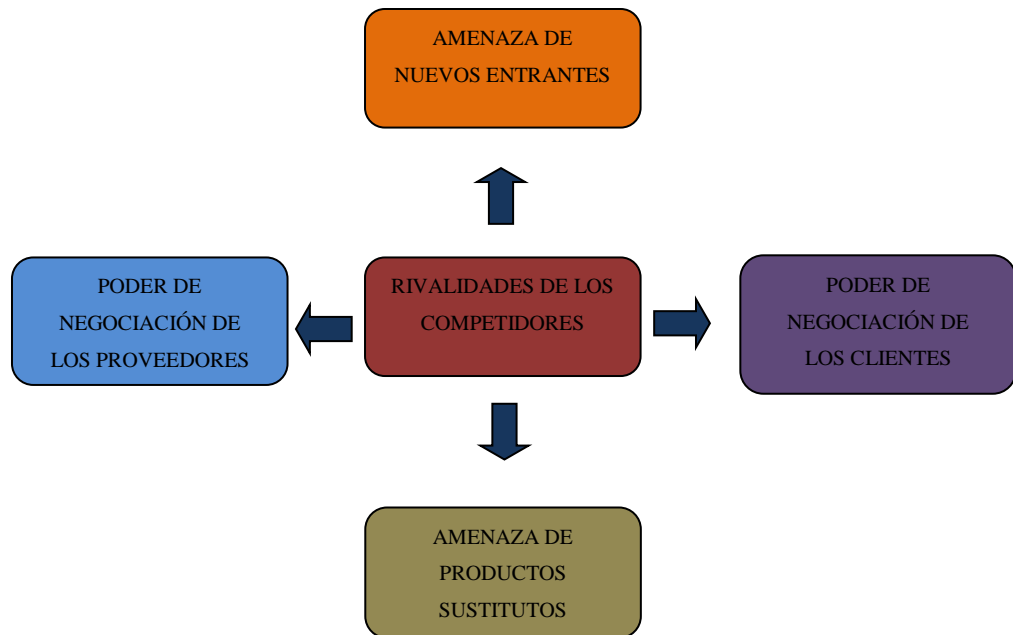 AMENAZA DE
NUEVOS ENTRANTES
PODER DE
NEGOCIACIÓN DE
LOS PROVEEDORES
RIVALIDADES DE LOS
COMPETIDORES
PODER DE
NEGOCIACIÓN DE
LOS CLIENTES
AMENAZA DE
PRODUCTOS
SUSTITUTOS